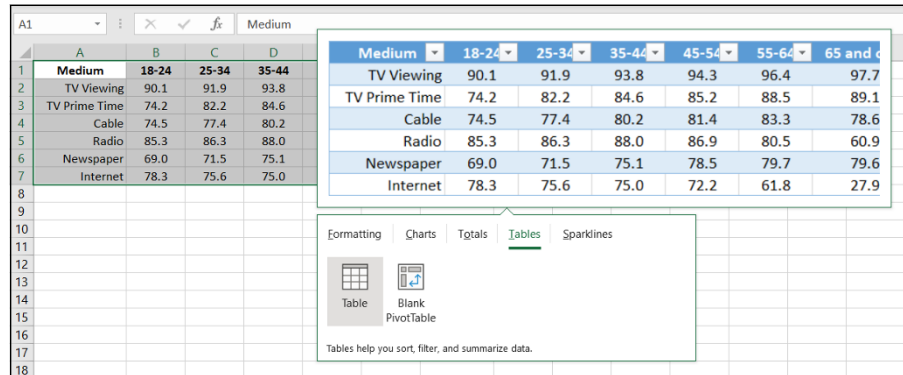 A1 fx Medium
A B C D
1 Medium 18-24 25-34 35-44
2 TV Viewing 90.1 91.9 93.8
3 TV Prime Time 74.2 82.2 84.6
4 Cable 74.5 77.4 80.2
5 Radio 85.3 86.3 88.0
6 Newspaper 69.0 71.5 75.1
7 Internet 78.3 75.6 75.0
8
9
10
11
12
13
14
15
16
17
18
Medium 18-24 25-34 35-44 45-54 55-64 65 and
TV Viewing 90.1 91.9 93.8 94.3 96.4 97.7
TV Prime Time 74.2 82.2 84.6 85.2 88.5 89.1
Cable 74.5 77.4 80.2 81.4 83.3 78.6
Radio 85.3 86.3 88.0 86.9 80.5 60.9
Newspaper 69.0 71.5 75.1 78.5 79.7 79.6
Internet 78.3 75.6 75.0 72.2 61.8 27.9
Formatting Charts Totals Tables Sparklines
Table Blank
PivotTable
Tables help you sort, filter, and summarize data.